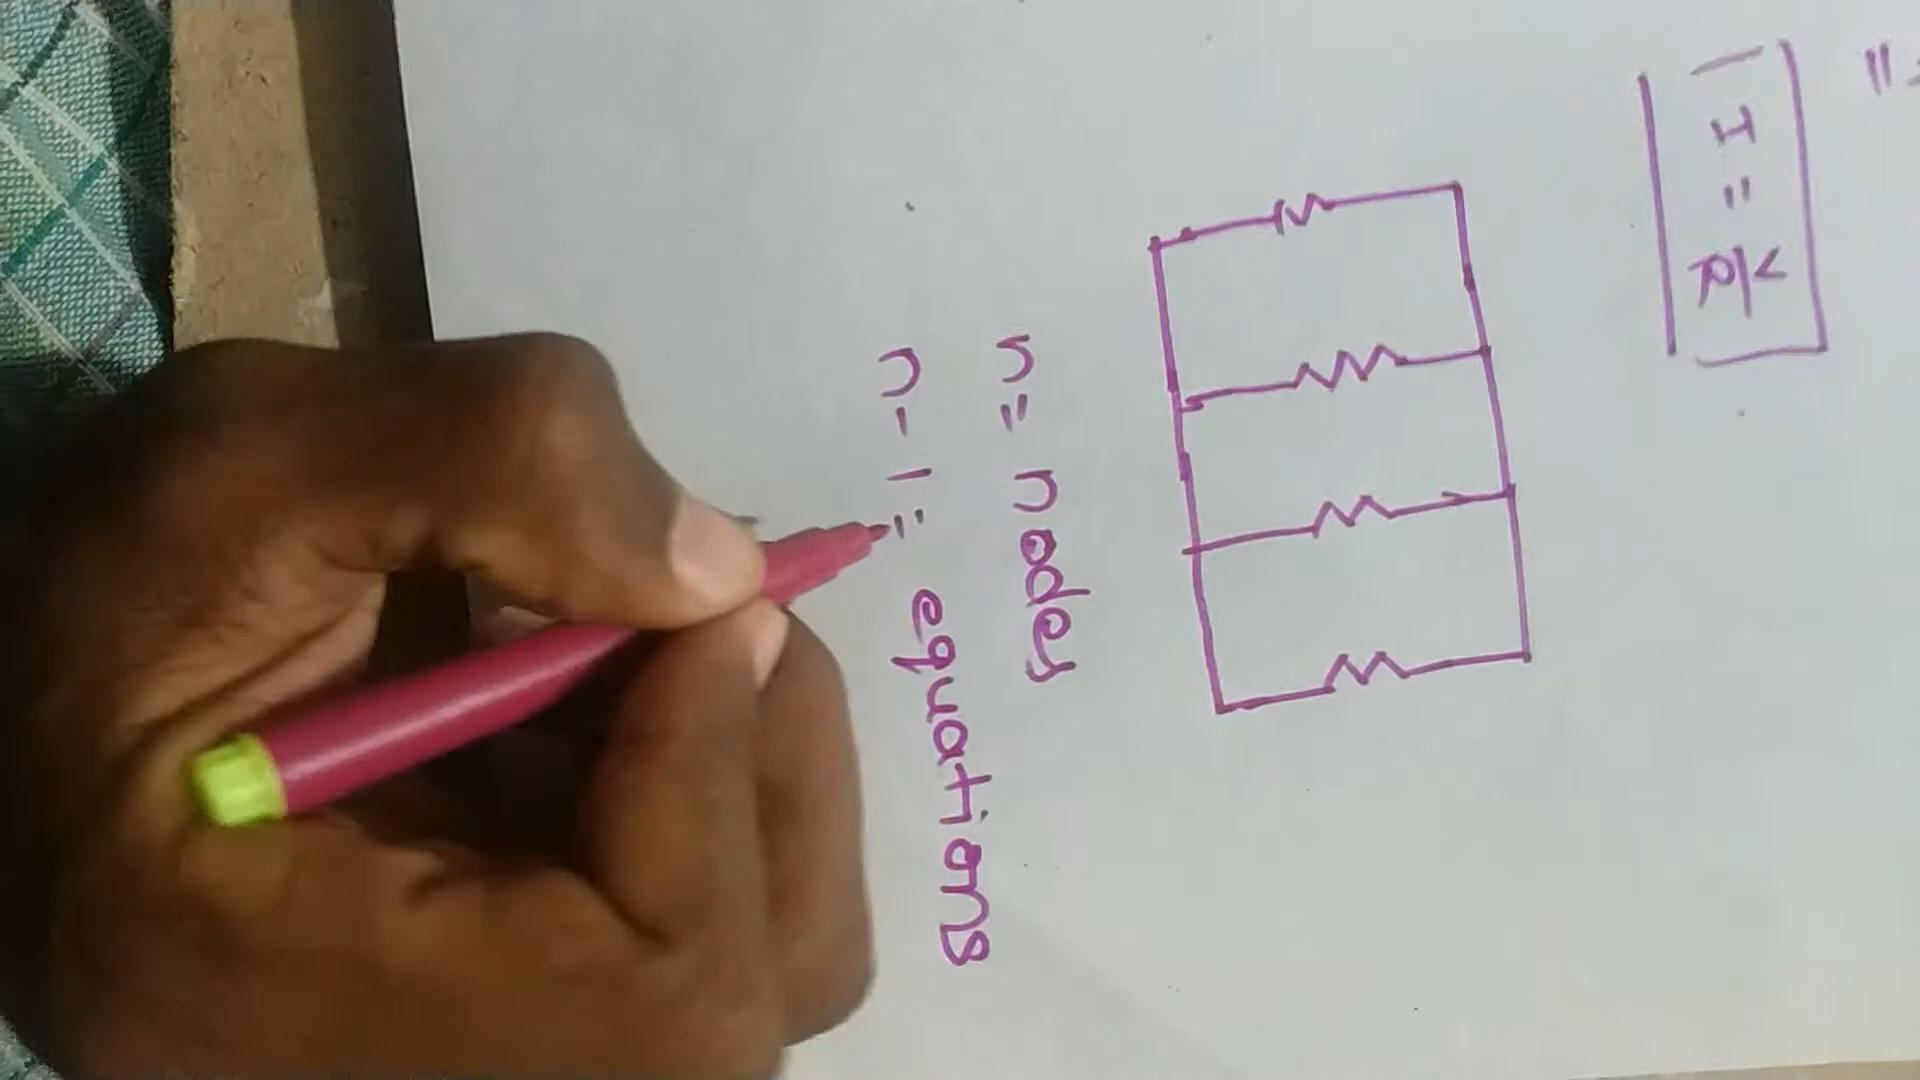 I = V/R
n = nodes
n - 1 = equations